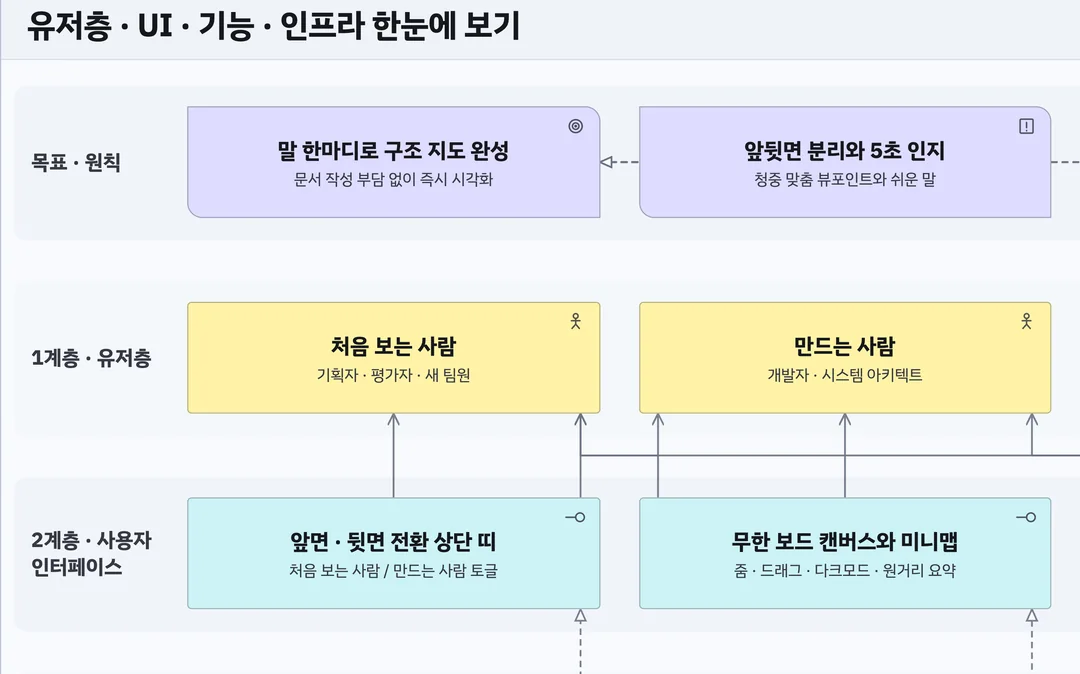 유저층 · UI · 기능 · 인프라 한눈에 보기
목표 · 원칙
말 한마디로 구조 지도 완성
문서 작성 부담 없이 즉시 시각화
앞뒷면 분리와 5초 인지
청중 맞춤 뷰포인트와 쉬운 말
1계층 · 유저층
처음 보는 사람
기획자 · 평가자 · 새 팀원
만드는 사람
개발자 · 시스템 아키텍트
2계층 · 사용자
인터페이스
앞면 · 뒷면 전환 상단 띠
처음 보는 사람 / 만드는 사람 토글
무한 보드 캔버스와 미니맵
줌 · 드래그 · 다크모드 · 원거리 요약